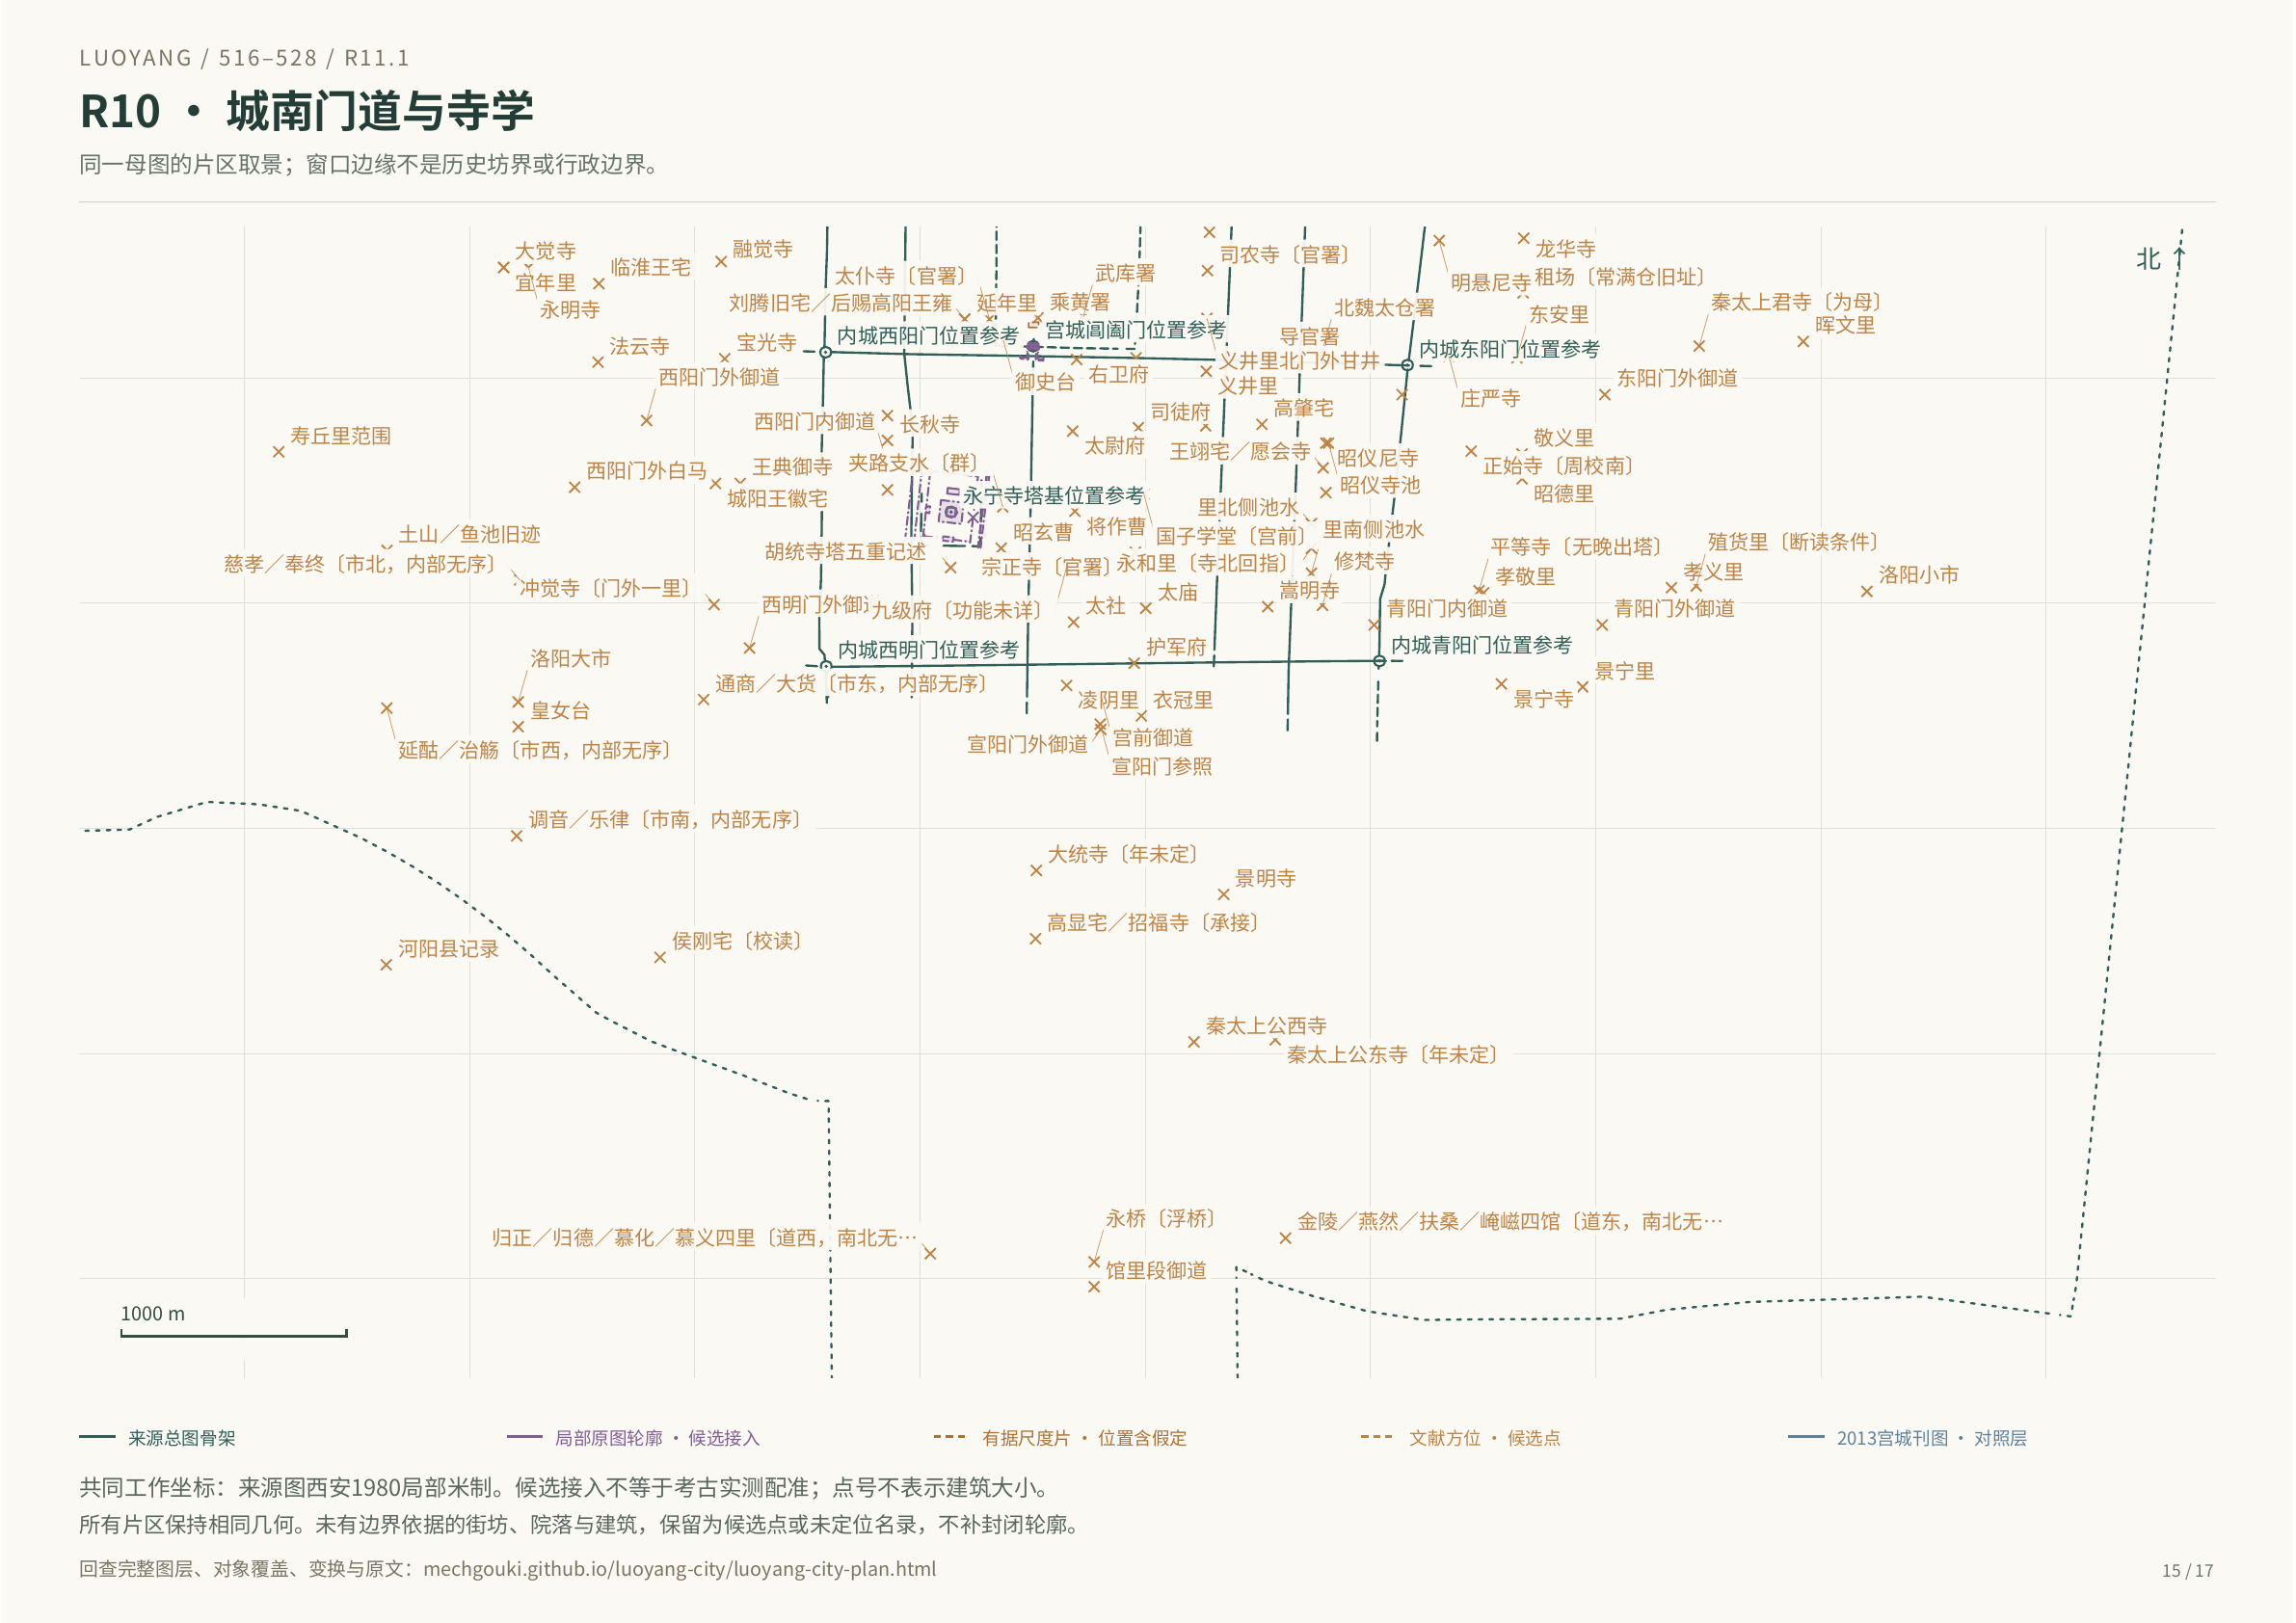 LUOYANG / 516–528 / R11.1
R10 · 城南门道与寺学
同一母图的片区取景；窗口边缘不是历史坊界或行政边界。
北↑
大觉寺
宜年里
永明寺
临淮王宅
融觉寺
太仆寺〔官署〕
武库署
司农寺〔官署〕
龙华寺
明悬尼寺
租场〔常满仓旧址〕
刘腾旧宅／后赐高阳王雍
延年里
乘黄署
北魏太仓署
东安里
秦太上君寺〔为母〕
晖文里
法云寺
宝光寺
内城西阳门位置参考
宫城阊阖门位置参考
导官署
内城东阳门位置参考
西阳门外御道
御史台
右卫府
义井里北门外甘井
义井里
庄严寺
东阳门外御道
寿丘里范围
西阳门内御道
长秋寺
司徒府
高肇宅
太尉府
王翊宅／愿会寺
昭仪尼寺
敬义里
正始寺〔周校南〕
西阳门外白马
王典御寺
夹路支水〔群〕
昭仪寺池
昭德里
城阳王徽宅
永宁寺塔基位置参考
里北侧池水
土山／鱼池旧迹
昭玄曹
将作曹
国子学堂〔宫前〕
里南侧池水
慈孝／奉终〔市北，内部无序〕
胡统寺塔五重记述
宗正寺〔官署〕
永和里〔寺北回指〕
修梵寺
平等寺〔无晚出塔〕
殖货里〔断读条件〕
冲觉寺〔门外一里〕
孝敬里
孝义里
洛阳小市
西明门外御
九级府〔功能未详〕
太社
太庙
嵩明寺
青阳门内御道
青阳门外御道
内城西明门位置参考
护军府
内城青阳门位置参考
洛阳大市
景宁里
通商／大货〔市东，内部无序〕
凌阴里
衣冠里
景宁寺
皇女台
延酤／治觞〔市西，内部无序〕
宣阳门外御道
宫前御道
宣阳门参照
调音／乐律〔市南，内部无序〕
大统寺〔年未定〕
景明寺
高显宅／招福寺〔承接〕
侯刚宅〔校读〕
河阳县记录
秦太上公西寺
秦太上公东寺〔年未定〕
永桥〔浮桥〕
归正／归德／慕化／慕义四里〔道西，南北无…
金陵／燕然／扶桑／崦嵫四馆〔道东，南北无…
馆里段御道
1000 m
来源总图骨架
局部原图轮廓 · 候选接入
有据尺度片 · 位置含假定
文献方位 · 候选点
2013宫城刊图 · 对照层
共同工作坐标：来源图西安1980局部米制。候选接入不等于考古实测配准；点号不表示建筑大小。
所有片区保持相同几何。未有边界依据的街坊、院落与建筑，保留为候选点或未定位名录，不补封闭轮廓。
回查完整图层、对象覆盖、变换与原文：mechgouki.github.io/luoyang-city/luoyang-city-plan.html
15 / 17